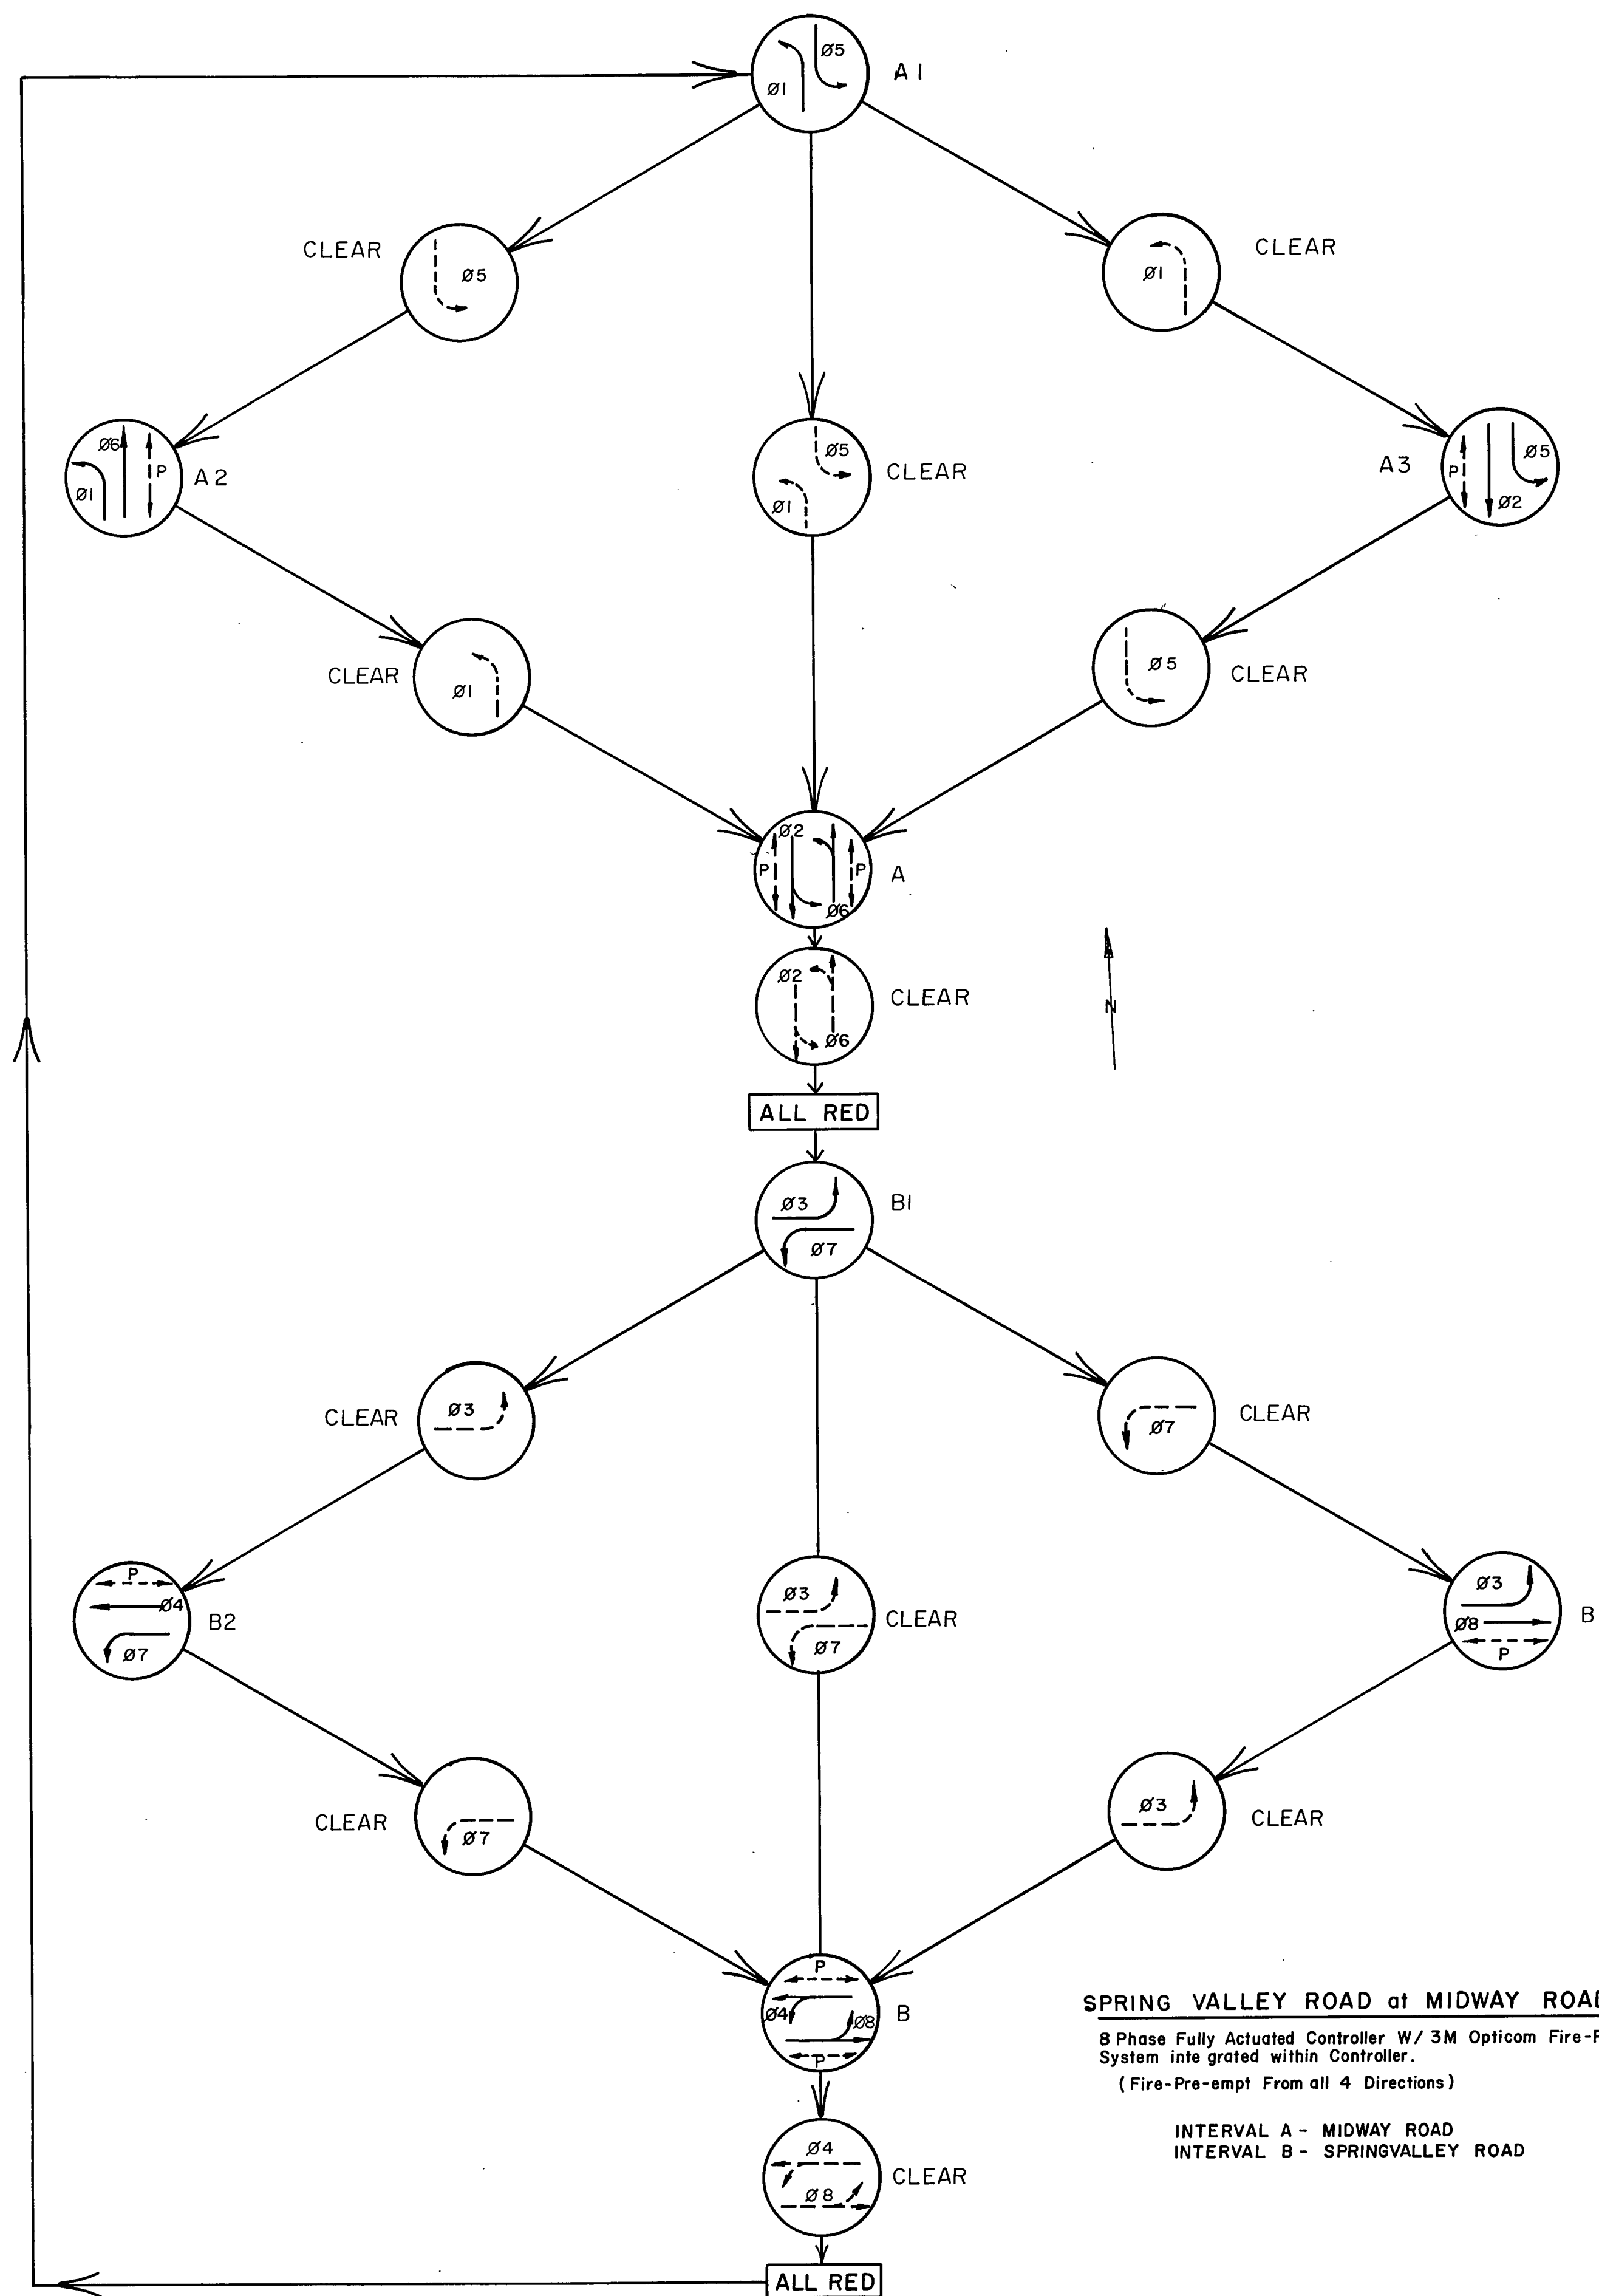 Ø5
Ø1
A1
CLEAR
Ø5
Ø1
CLEAR
Ø6
P
Ø1
A2
Ø5
Ø1
CLEAR
A3
P
Ø5
Ø2
CLEAR
Ø1
Ø5
CLEAR
Ø2
P
P
Ø6
A
Ø2
Ø6
CLEAR
N
ALL RED
Ø3
Ø7
B1
CLEAR
Ø3
Ø7
CLEAR
P
Ø4
Ø7
B2
Ø3
Ø7
CLEAR
Ø3
Ø8
P
B
CLEAR
Ø7
Ø3
CLEAR
P
Ø4
Ø8
P
B
SPRING VALLEY ROAD at MIDWAY ROAD
8 Phase Fully Actuated Controller W/ 3M Opticom Fire-
System inte grated within Controller.
(Fire-Pre-empt From all 4 Directions)
INTERVAL A - MIDWAY ROAD
INTERVAL B - SPRINGVALLEY ROAD
Ø4
Ø8
CLEAR
ALL RED